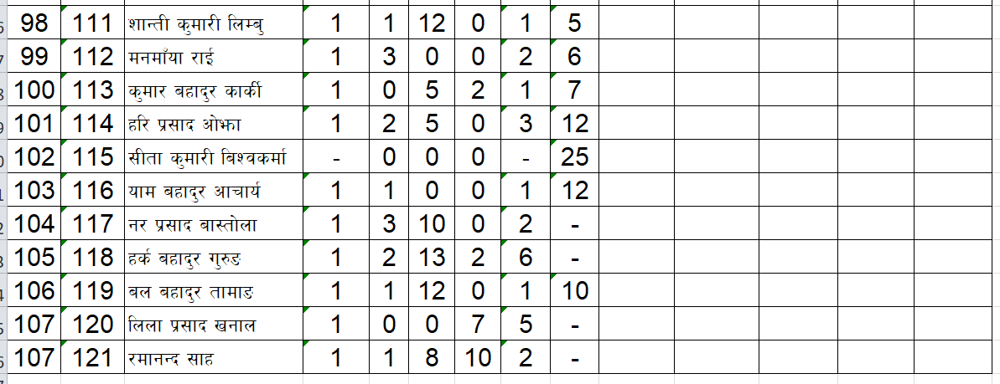 98 111 शान्ती कुमारी लिम्बु 1 1 12 0 1 5
99 112 मनमाँया राई 1 3 0 0 2 6
100 113 कुमार बहादुर कार्की 1 0 5 2 1 7
101 114 हरि प्रसाद ओझा 1 2 5 0 3 12
102 115 सीता कुमारी बिश्वकर्मा - 0 0 0 - 25
103 116 याम बहादुर आचार्य 1 1 0 0 1 12
104 117 नर प्रसाद बास्तोला 1 3 10 0 2 -
105 118 हर्क बहादुर गुरुङ 1 2 13 2 6 -
106 119 बल बहादुर तामाङ 1 1 12 0 1 10
107 120 लिला प्रसाद खनाल 1 0 0 7 5 -
107 121 रमानन्द साह 1 1 8 10 2 -